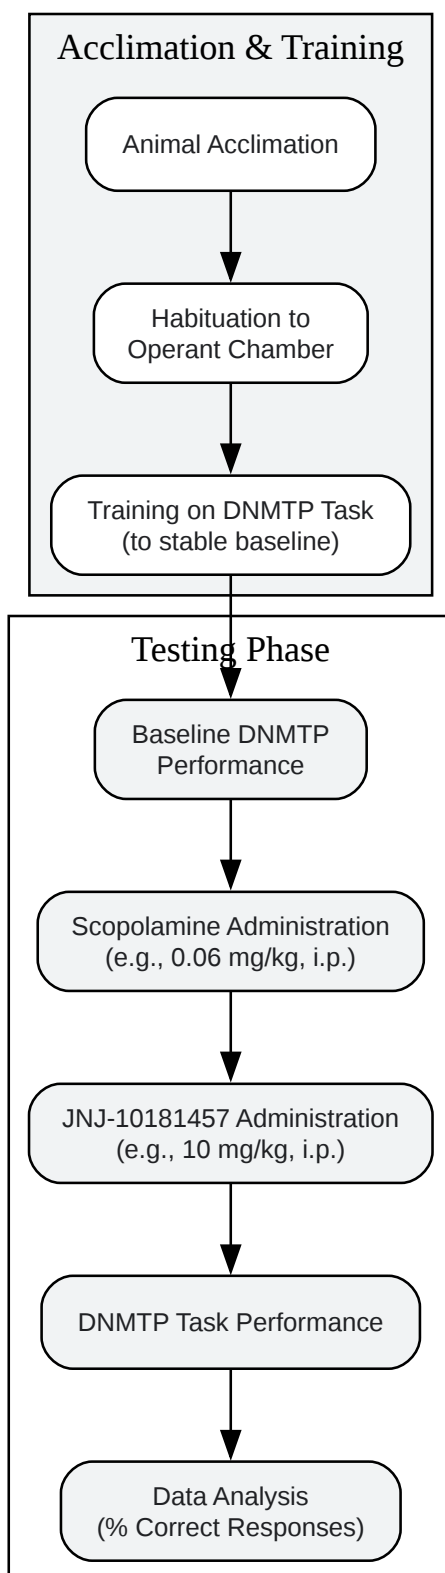 Acclimation & Training
Animal Acclimation
Habituation to
Operant Chamber
Training on DNMTP Task
(to stable baseline)
Testing Phase
Baseline DNMTP
Performance
Scopolamine Administration
(e.g., 0.06 mg/kg, i.p.)
JNJ-10181457 Administration
(e.g., 10 mg/kg, i.p.)
DNMTP Task Performance
Data Analysis
(% Correct Responses)